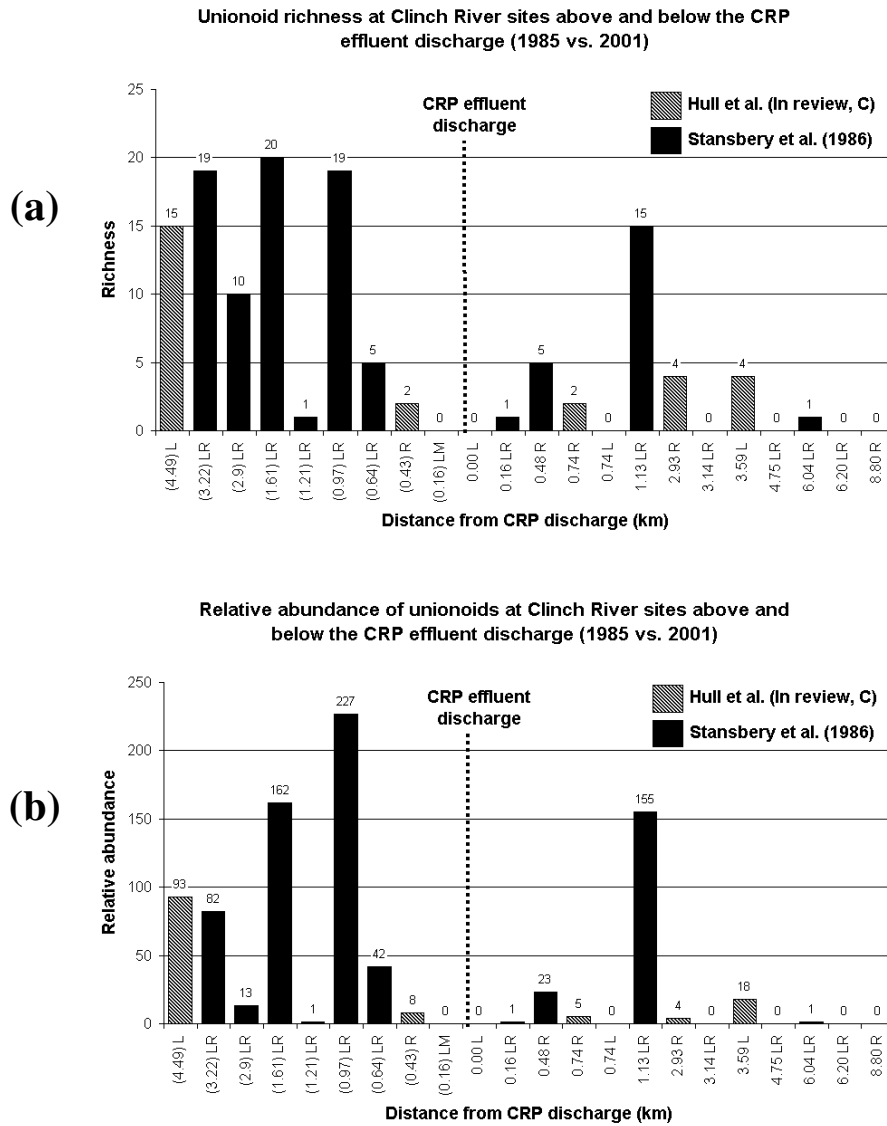 Unionoid richness at Clinch River sites above and below the CRP
effluent discharge (1985 vs. 2001)
(a)
CRP effluent
discharge
Hull et al. (In review, C)
Stansbery et al. (1986)
Richness
25
20
15
10
5
0
15
19
10
20
1
19
5
2
0
0
1
5
2
0
15
4
0
4
0
1
0
0
(4.49) L
(3.22) LR
(2.9) LR
(1.61) LR
(1.21) LR
(0.97) LR
(0.64) LR
(0.43) R
(0.16) LM
0.00 L
0.16 LR
0.48 R
0.74 R
0.74 L
1.13 LR
2.93 R
3.14 LR
3.59 L
4.75 LR
6.04 LR
6.20 LR
8.80 R
Distance from CRP discharge (km)
Relative abundance of unionoids at Clinch River sites above and
below the CRP effluent discharge (1985 vs. 2001)
(b)
CRP effluent
discharge
Hull et al. (In review, C)
Stansbery et al. (1986)
Relative abundance
250
200
150
100
50
0
93
82
13
162
1
227
42
8
0
0
1
23
5
0
155
4
0
18
0
1
0
0
(4.49) L
(3.22) LR
(2.9) LR
(1.61) LR
(1.21) LR
(0.97) LR
(0.64) LR
(0.43) R
(0.16) LM
0.00 L
0.16 LR
0.48 R
0.74 R
0.74 L
1.13 LR
2.93 R
3.14 LR
3.59 L
4.75 LR
6.04 LR
6.20 LR
8.80 R
Distance from CRP discharge (km)